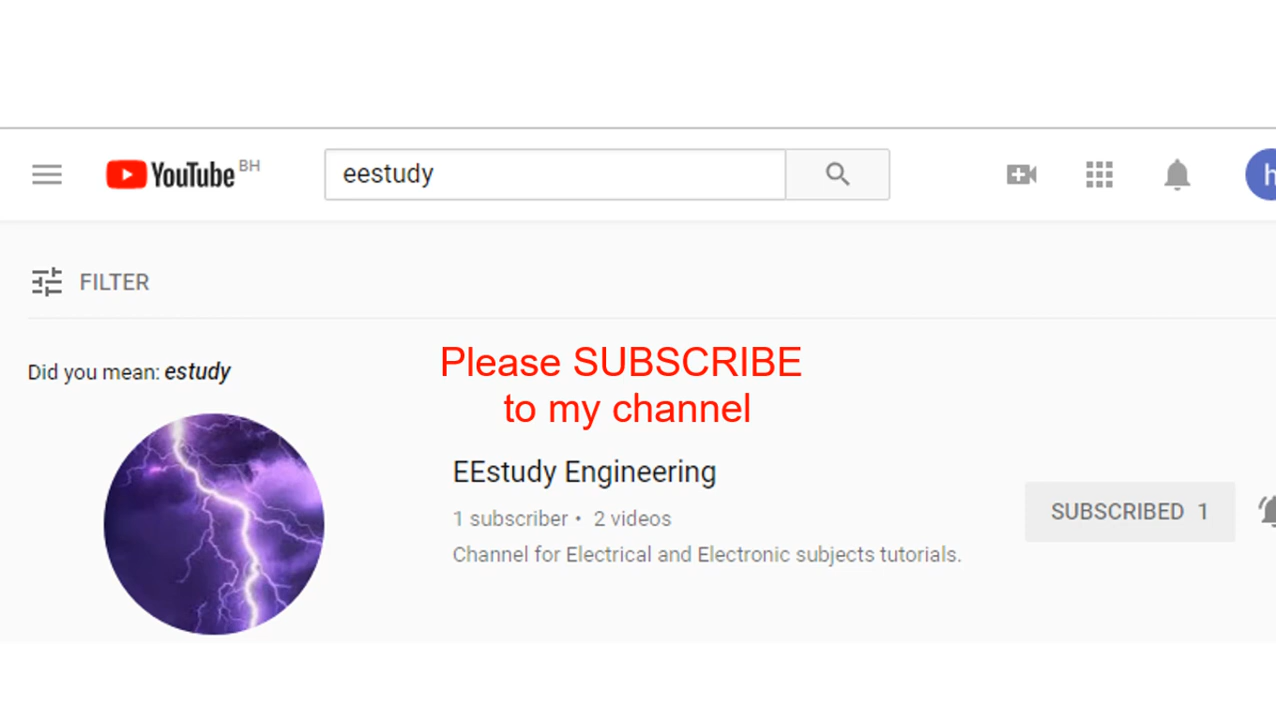 YouTube BH
eestudy
h
FILTER
Did you mean: estudy
Please SUBSCRIBE
to my channel
EEstudy Engineering
1 subscriber • 2 videos
SUBSCRIBED 1
Channel for Electrical and Electronic subjects tutorials.